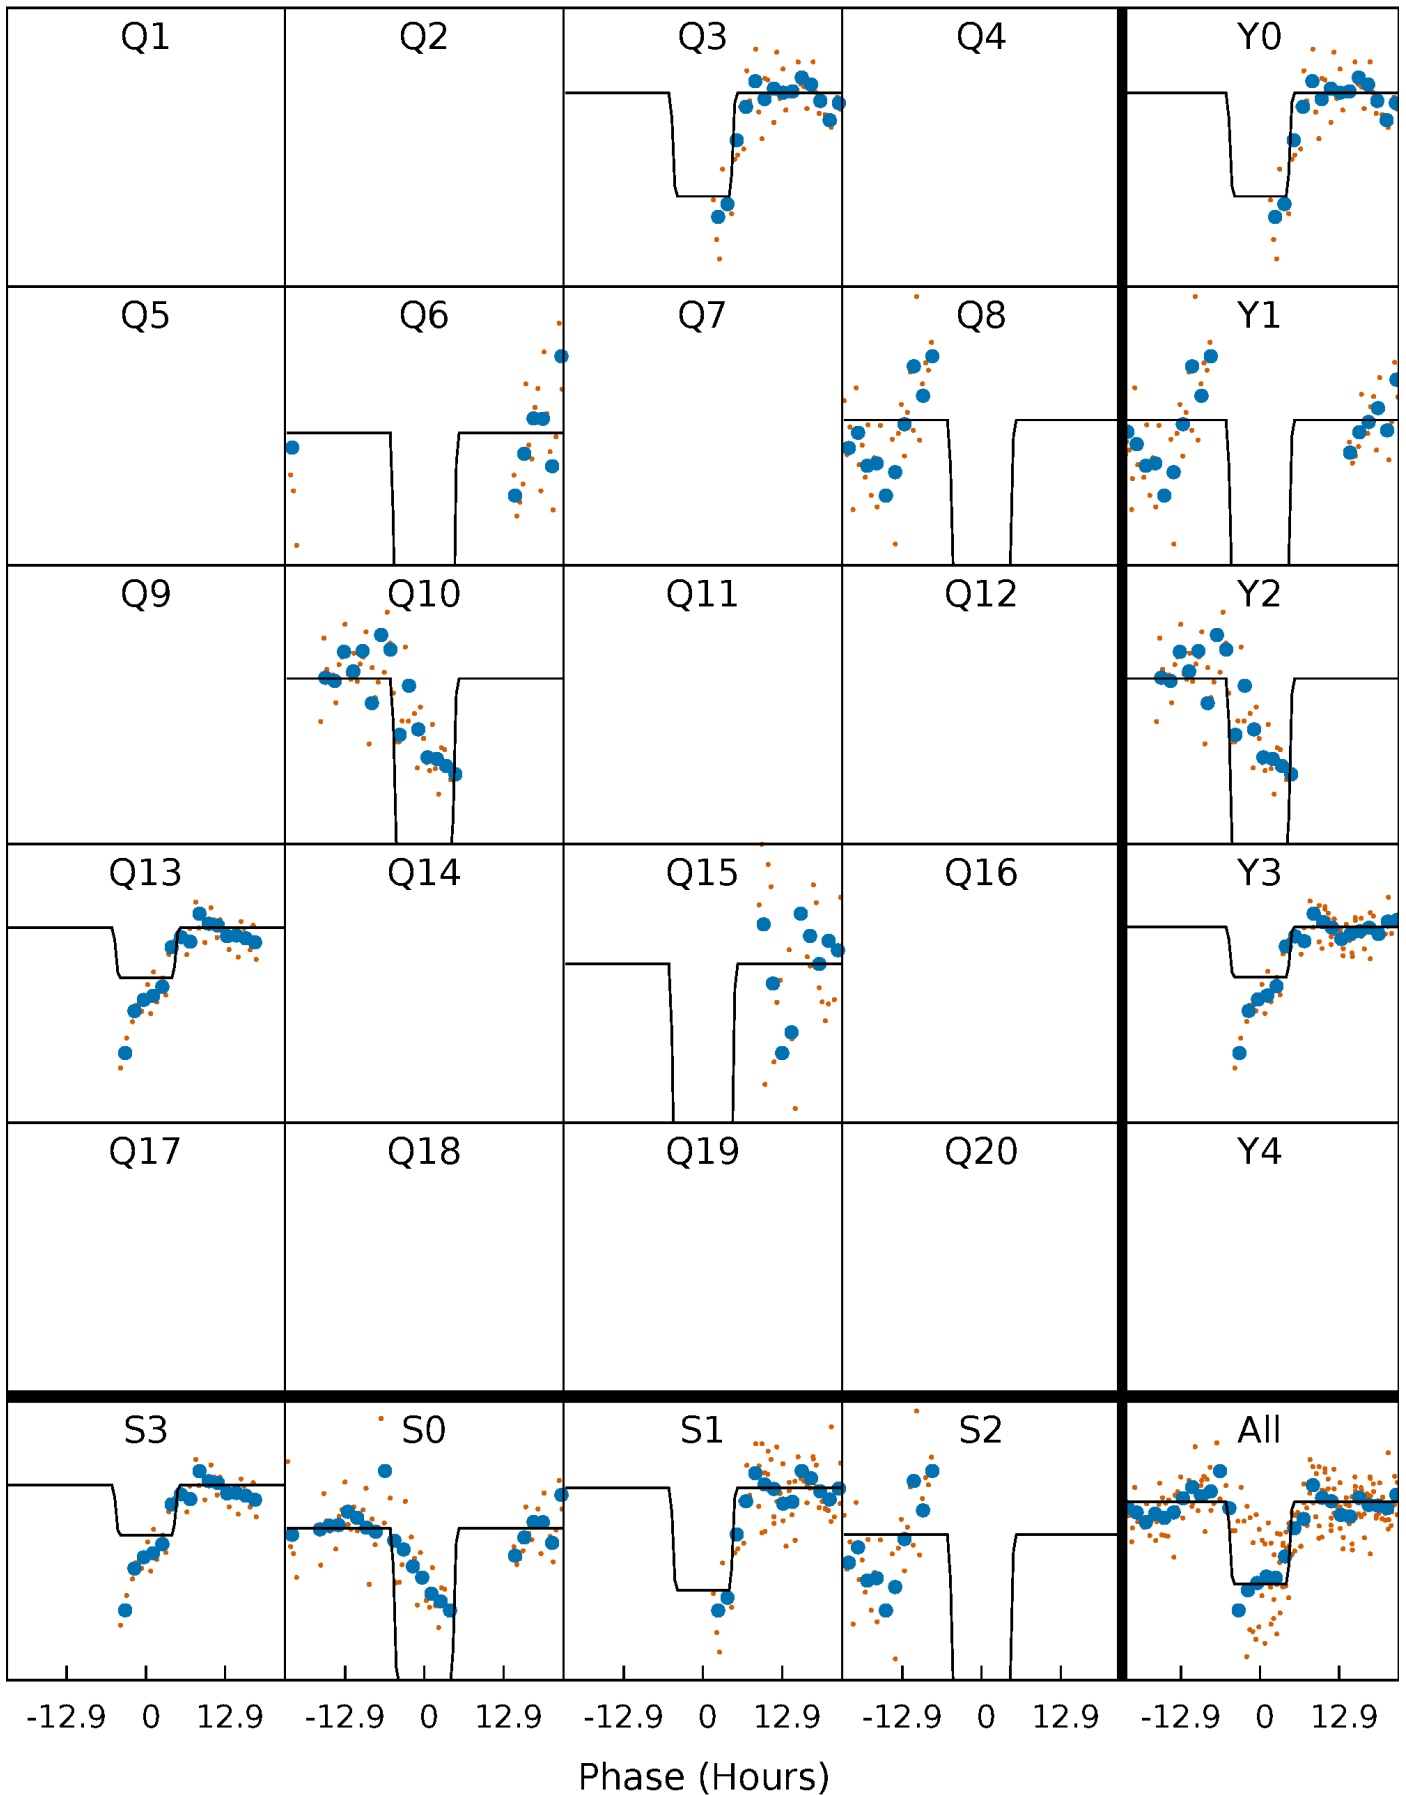 Q1 Q2 Q3 Q4 Y0
Q5 Q6 Q7 Q8 Y1
Q9 Q10 Q11 Q12 Y2
Q13 Q14 Q15 Q16 Y3
Q17 Q18 Q19 Q20 Y4
S3 S0 S1 S2 All
-12.9 0 12.9 -12.9 0 12.9 -12.9 0 12.9 -12.9 0 12.9 -12.9 0 12.9
Phase (Hours)